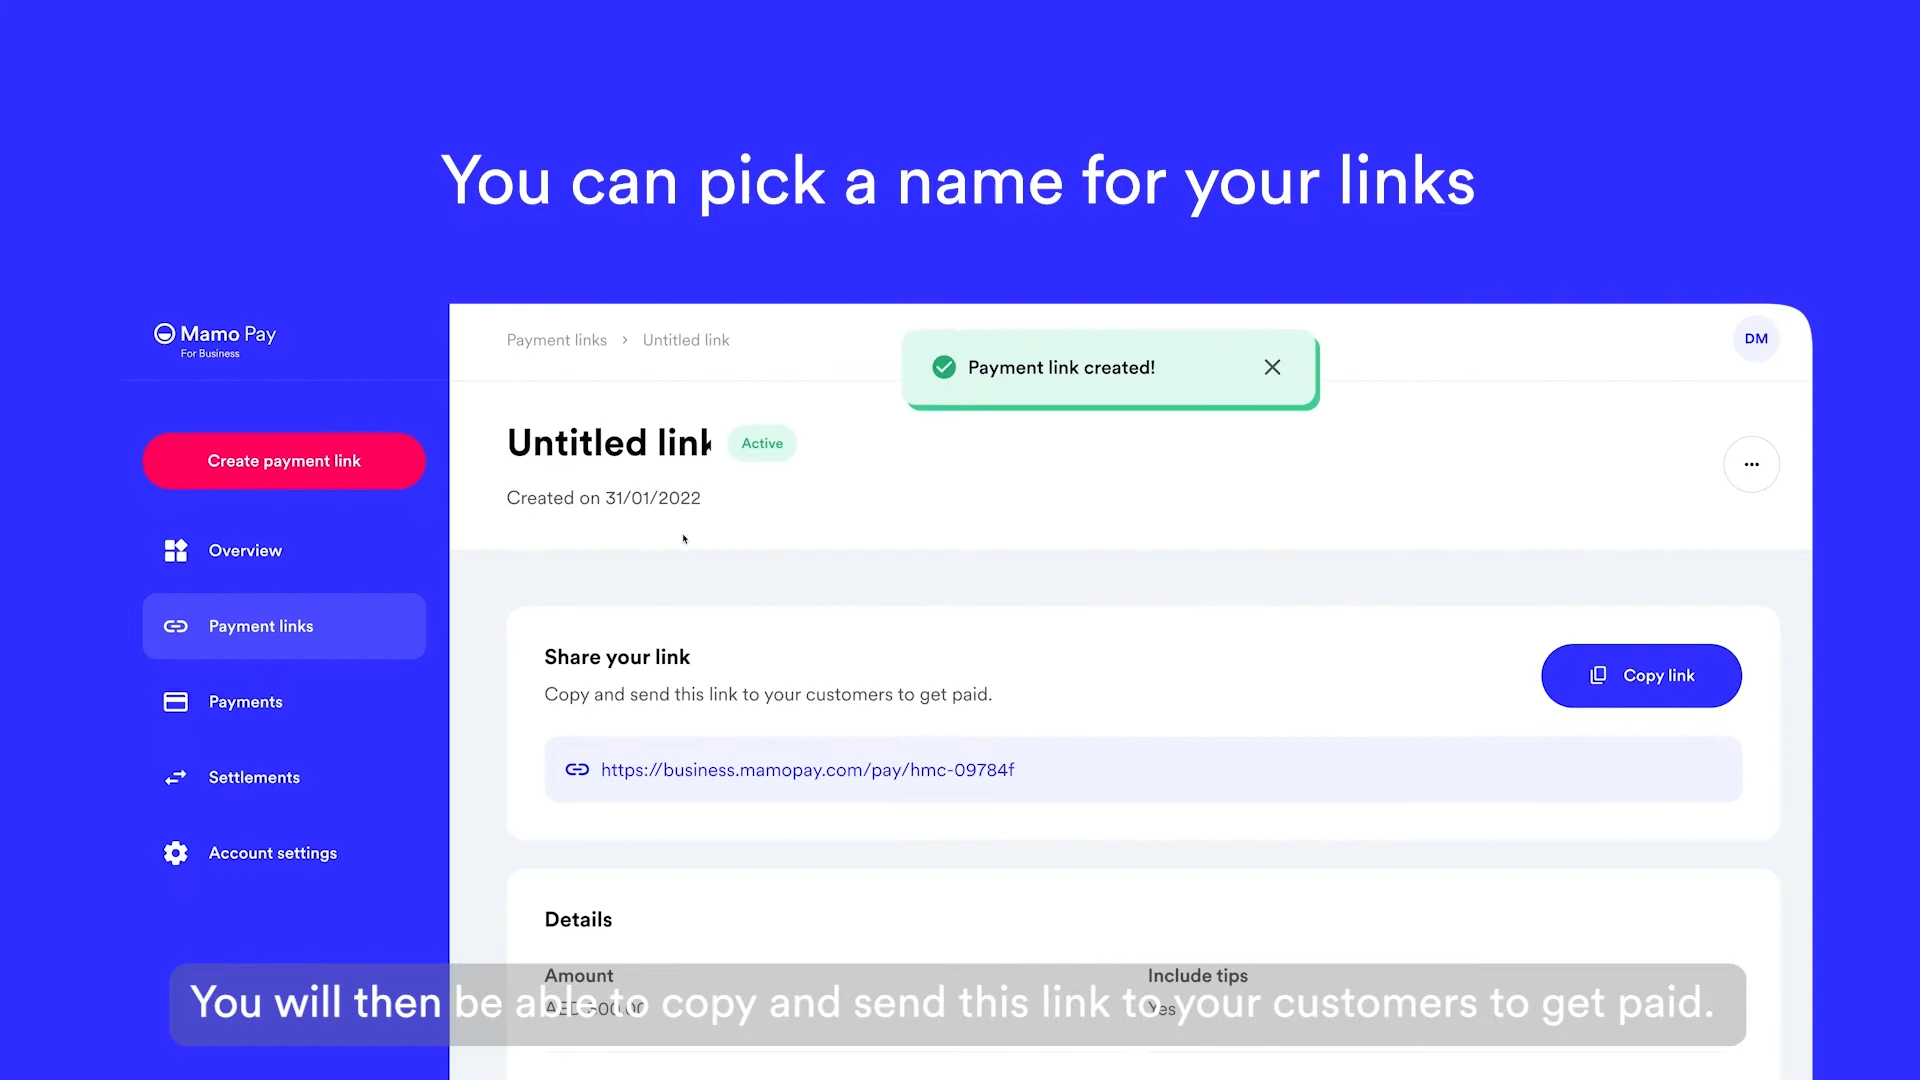 You can pick a name for your links
Mamo Pay
For Business
Payment links > Untitled link
Payment link created!
DM
Create payment link
Untitled link
Active
Created on 31/01/2022
Overview
Payment links
Payments
Settlements
Account settings
Share your link
Copy and send this link to your customers to get paid.
Copy link
https://business.mamopay.com/pay/hmc-09784f
Details
Amount
Include tips
Yes
You will then be able to copy and send this link to your customers to get paid.